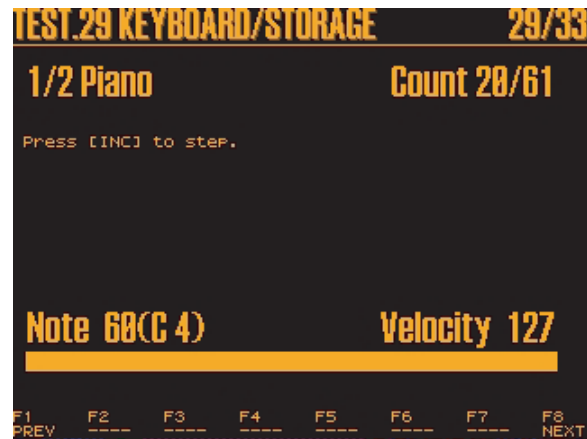 TEST.29 KEYBOARD/STORAGE 29/33
1/2 Piano Count 20/61
Press [INC] to step.
Note 60(C 4) Velocity 127
F1 F2 F3 F4 F5 F6 F7 F8
PREV ---- ---- ---- ---- ---- ---- NEXT